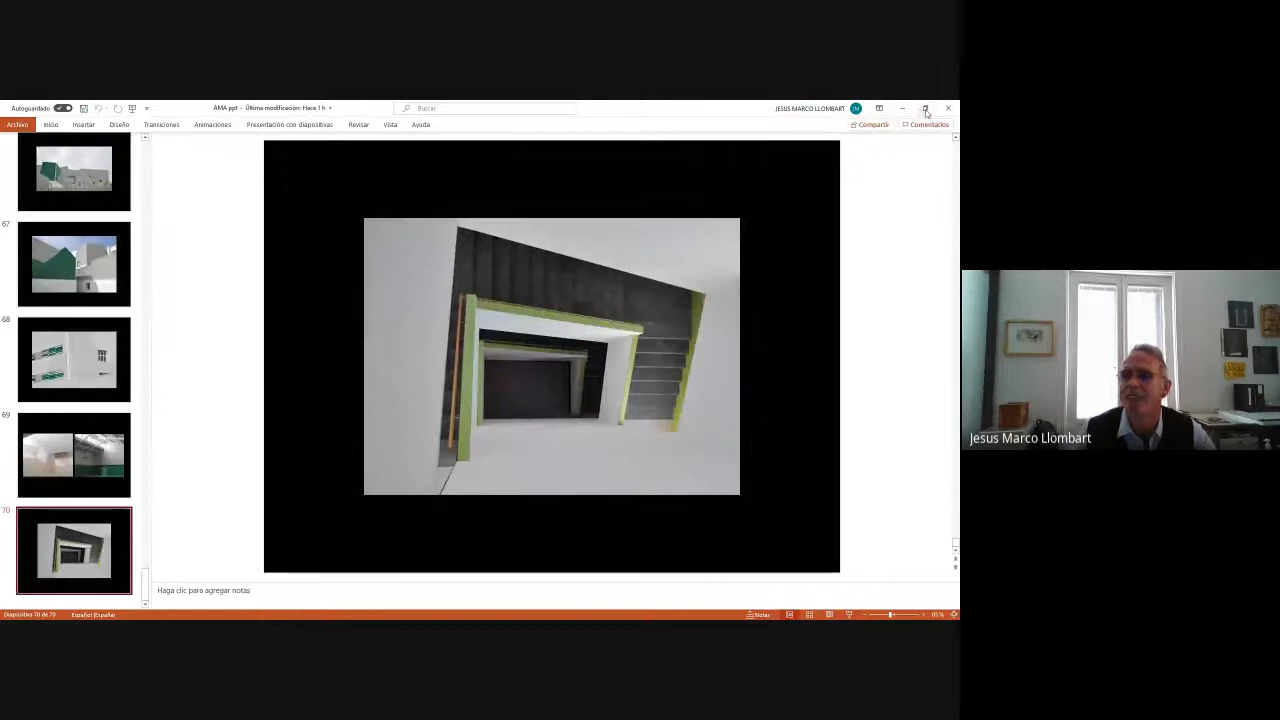 Autoguardado
AMA.ppt - Última modificación: Hace 1 h
Buscar
JESUS MARCO LLOMBART
JM
Archivo Inicio Insertar Diseño Transiciones Animaciones Presentación con diapositivas Revisar Vista Ayuda
Compartir
Comentarios
67
68
69
70
Jesus Marco Llombart
Haga clic para agregar notas
Diapositiva 70 de 70 Español (España)
Notas
85 %